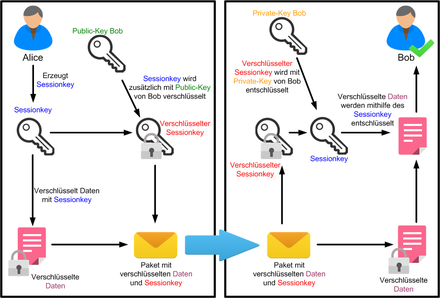 Alice
Public-Key Bob
Erzeugt
Sessionkey
Sessionkey wird
zusätzlich mit Public-Key
von Bob verschlüsselt
Sessionkey
Verschlüsselter
Sessionkey
Verschlüsselt Daten
mit Sessionkey
Verschlüsselte
Daten
Paket mit
verschlüsselten Daten
und Sessionkey
Private-Key Bob
Bob
Verschlüsselter
Sessionkey wird mit
Private-Key von Bob
entschlüsselt
Verschlüsselte Daten
werden mithilfe des
Sessionkey
entschlüsselt
Sessionkey
Verschlüsselter
Sessionkey
Paket mit
verschlüsselten Daten
und Sessionkey
Verschlüsselte
Daten